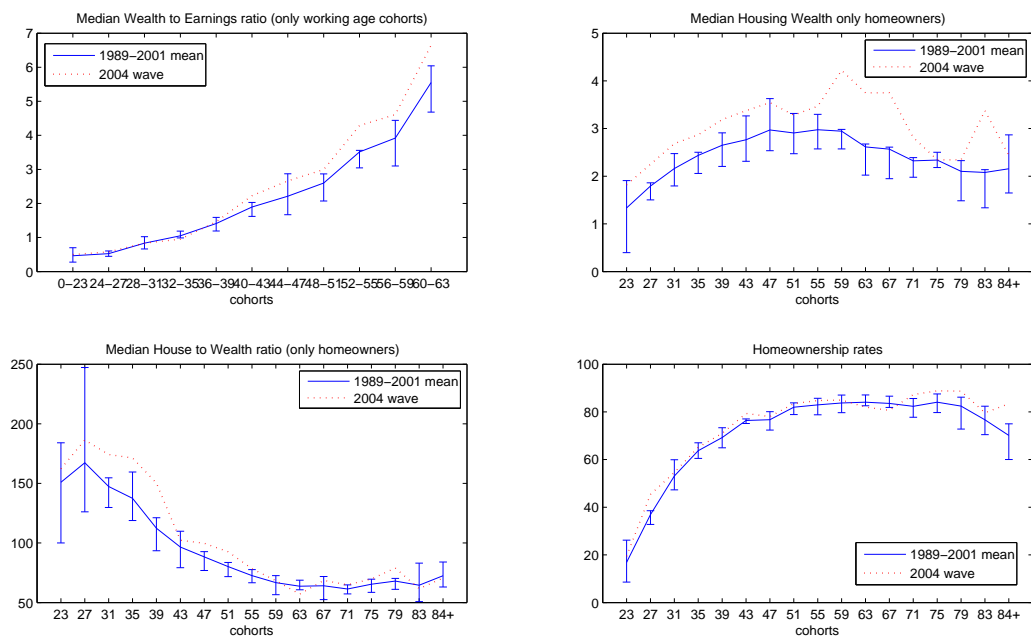 Median Wealth to Earnings ratio (only working age cohorts)
7
6
5
4
3
2
1
0
1989−2001 mean
2004 wave
0−23 24−27 28−31 32−35 36−39 40−43 44−47 48−51 52−55 56−59 60−63
cohorts
Median Housing Wealth only homeowners)
5
4
3
2
1
0
1989−2001 mean
2004 wave
23 27 31 35 39 43 47 51 55 59 63 67 71 75 79 83 84+
cohorts
Median House to Wealth ratio (only homeowners)
250
200
150
100
50
1989−2001 mean
2004 wave
23 27 31 35 39 43 47 51 55 59 63 67 71 75 79 83 84+
cohorts
Homeownership rates
100
80
60
40
20
0
1989−2001 mean
2004 wave
23 27 31 35 39 43 47 51 55 59 63 67 71 75 79 83 84+
cohorts